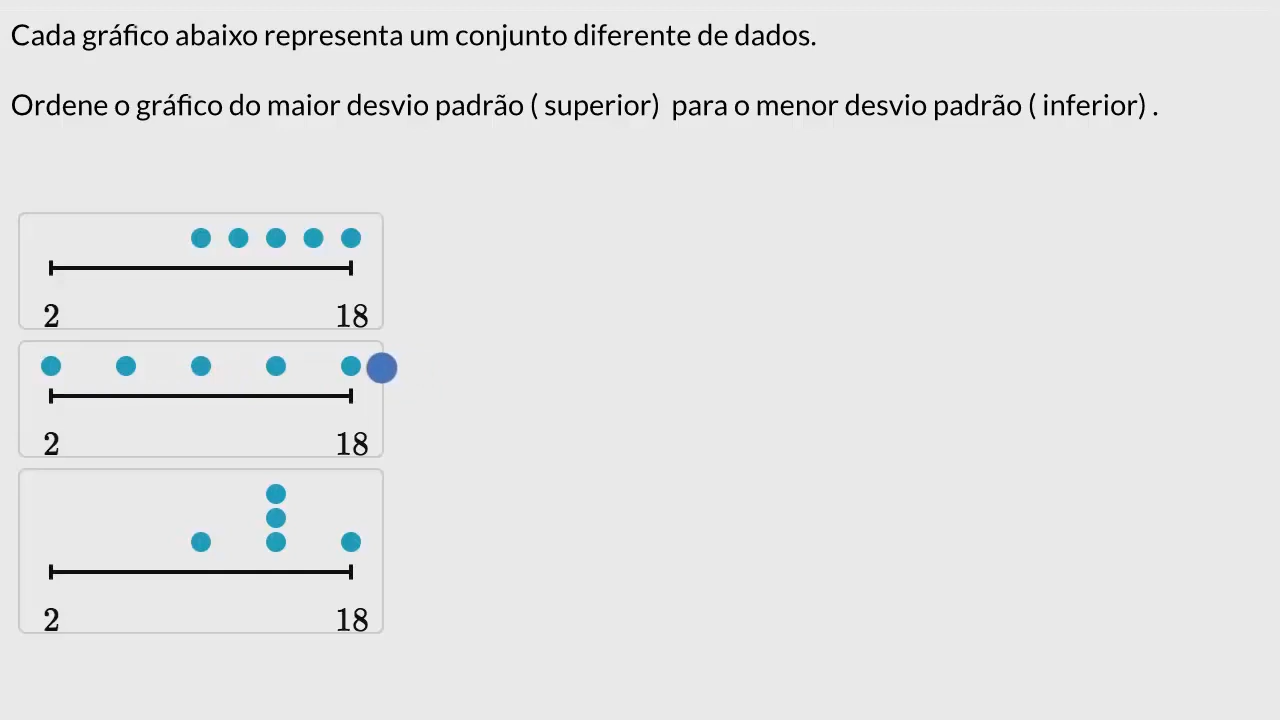 Cada gráfico abaixo representa um conjunto diferente de dados.
Ordene o gráfico do maior desvio padrão ( superior)  para o menor desvio padrão ( inferior) .
2 18
2 18
2 18